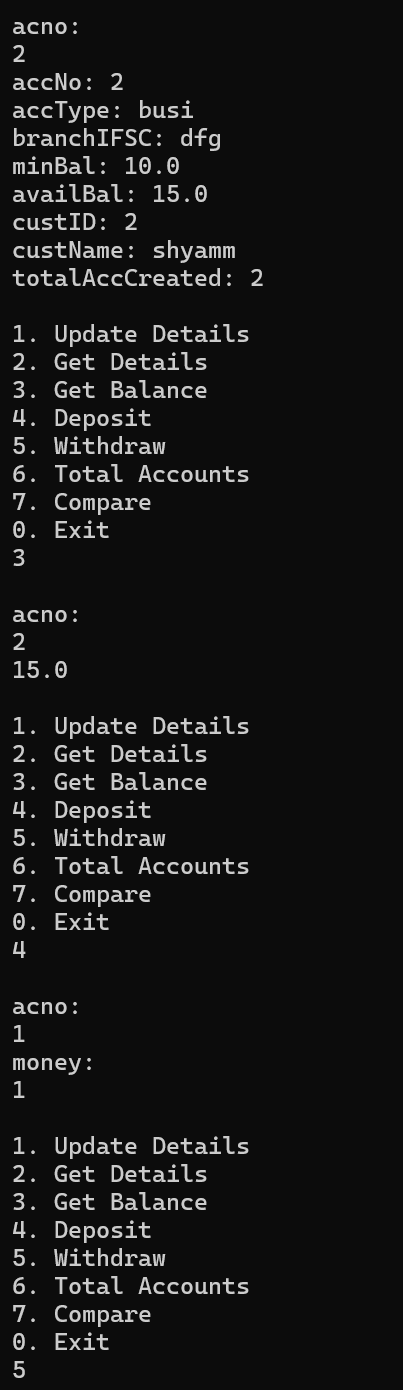 acno:
2
accNo: 2
accType: busi
branchIFSC: dfg
minBal: 10.0
availBal: 15.0
custID: 2
custName: shyamm
totalAccCreated: 2
1. Update Details
2. Get Details
3. Get Balance
4. Deposit
5. Withdraw
6. Total Accounts
7. Compare
0. Exit
3
acno:
2
15.0
1. Update Details
2. Get Details
3. Get Balance
4. Deposit
5. Withdraw
6. Total Accounts
7. Compare
0. Exit
4
acno:
1
money:
1
1. Update Details
2. Get Details
3. Get Balance
4. Deposit
5. Withdraw
6. Total Accounts
7. Compare
0. Exit
5